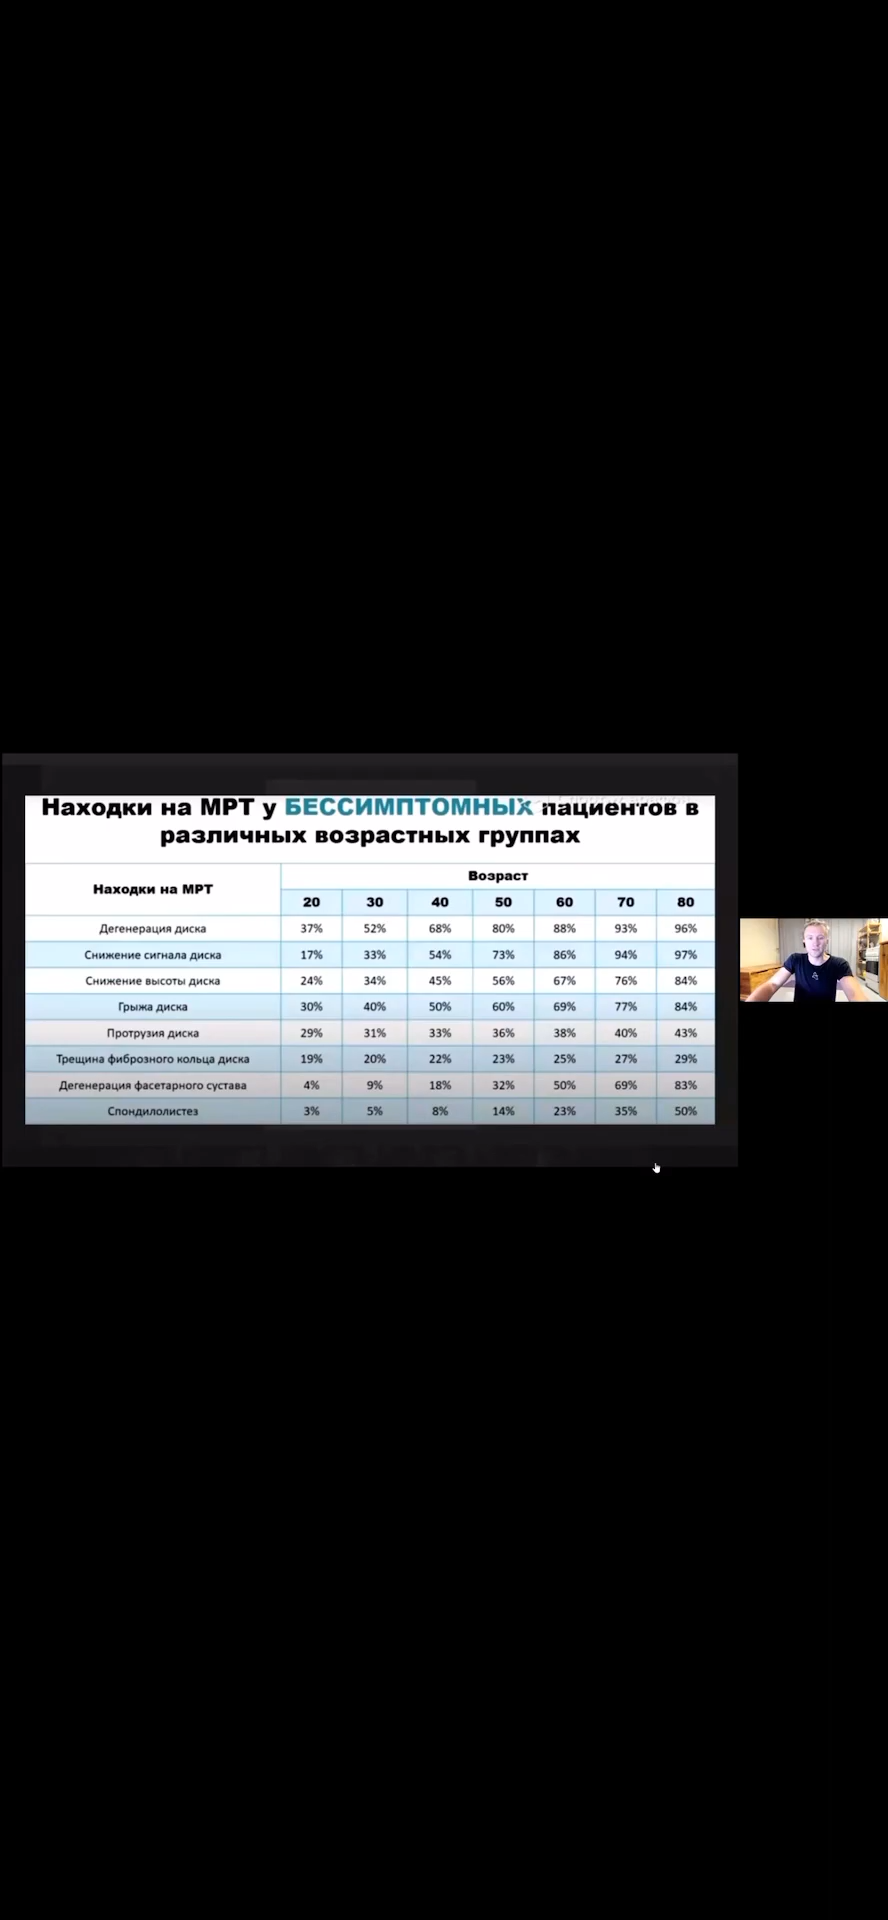 Находки на МРТ у БЕССИМПТОМНЫХ пациентов в
различных возрастных группах
Находки на МРТ
Возраст
20 30 40 50 60 70 80
Дегенерация диска 37% 52% 68% 80% 88% 93% 96%
Снижение сигнала диска 17% 33% 54% 73% 86% 94% 97%
Снижение высоты диска 24% 34% 45% 56% 67% 76% 84%
Грыжа диска 30% 40% 50% 60% 69% 77% 84%
Протрузия диска 29% 31% 33% 36% 38% 40% 43%
Трещина фиброзного кольца диска 19% 20% 22% 23% 25% 27% 29%
Дегенерация фасетарного сустава 4% 9% 18% 32% 50% 69% 83%
Спондилолистез 3% 5% 8% 14% 23% 35% 50%